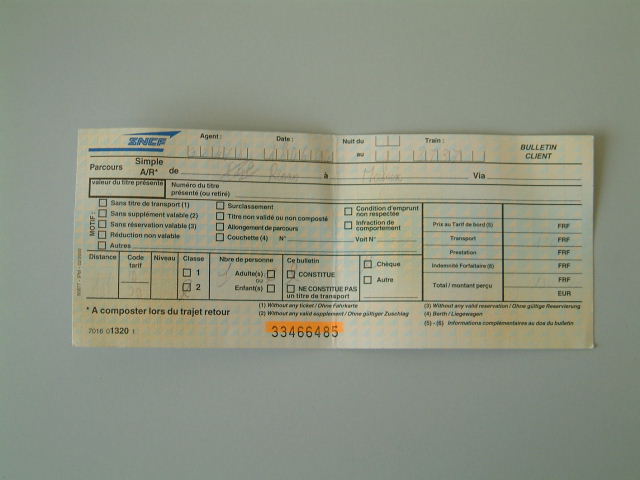 SNCF Agent : Date : Nuit du Train : BULLETIN
au CLIENT
Parcours Simple
A/R* de à Via
valeur du titre présenté Numéro du titre
présenté (ou retiré)
MOTIF :
Sans titre de transport (1) Surclassement Condition d'emprunt
non respectée
Sans supplément valable (2) Titre non validé ou non composté Infraction de
comportement
Sans réservation valable (3) Allongement de parcours
Réduction non valable Couchette (4) N° Voit N°
Autres
Prix au Tarif de bord (5) FRF
Transport FRF
Prestation FRF
Indemnité Forfaitaire (6) FRF
Total / montant perçu FRF
EUR
Distance Code
tarif Niveau Classe Nbre de personne Ce bulletin Chèque
1 Adulte(s) CONSTITUE Autre
ou
2 Enfant(s) NE CONSTITUE PAS
un titre de transport
* A composter lors du trajet retour
(1) Without any ticket / Ohne Fahrkarte (3) Without any valid reservation / Ohne gültige Reservierung
(2) Without any valid supplement / Ohne gültiger Zuschlag (4) Berth / Liegewagen
(5) - (6) Informations complémentaires au dos du bulletin
7016 01320 1 33466485